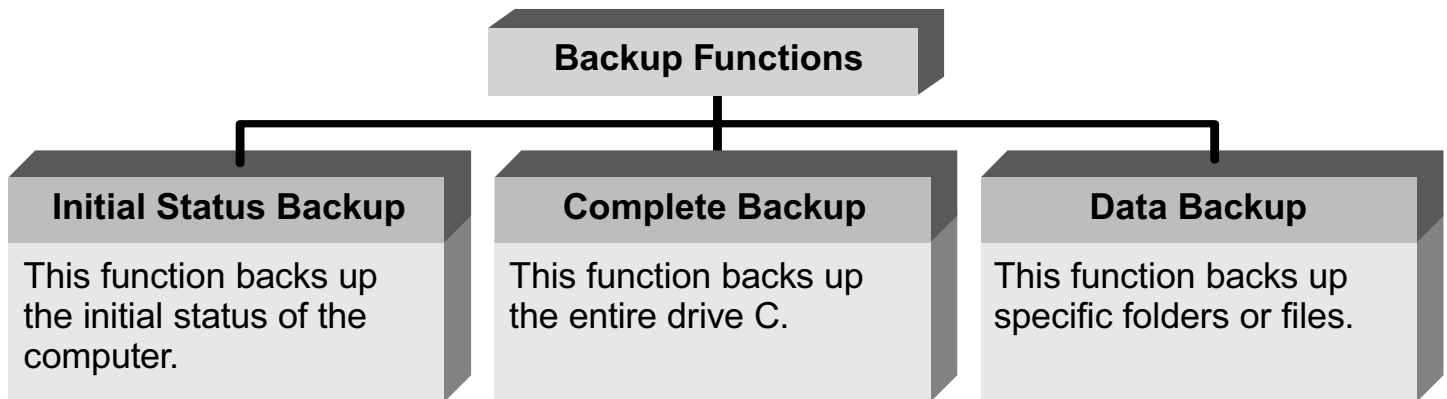 Backup Functions
Initial Status Backup
This function backs up
the initial status of the
computer.
Complete Backup
This function backs up
the entire drive C.
Data Backup
This function backs up
specific folders or files.